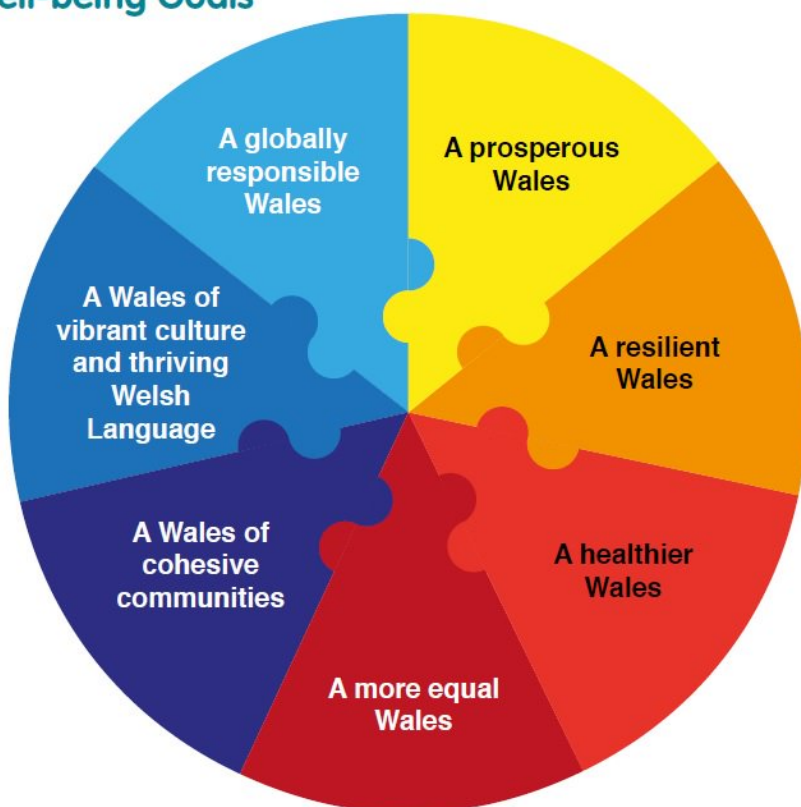 Goals
A prosperous
Wales
A resilient
Wales
A healthier
Wales
A more equal
Wales
A Wales of
cohesive
communities
A Wales of
vibrant culture
and thriving
Welsh
Language
A globally
responsible
Wales